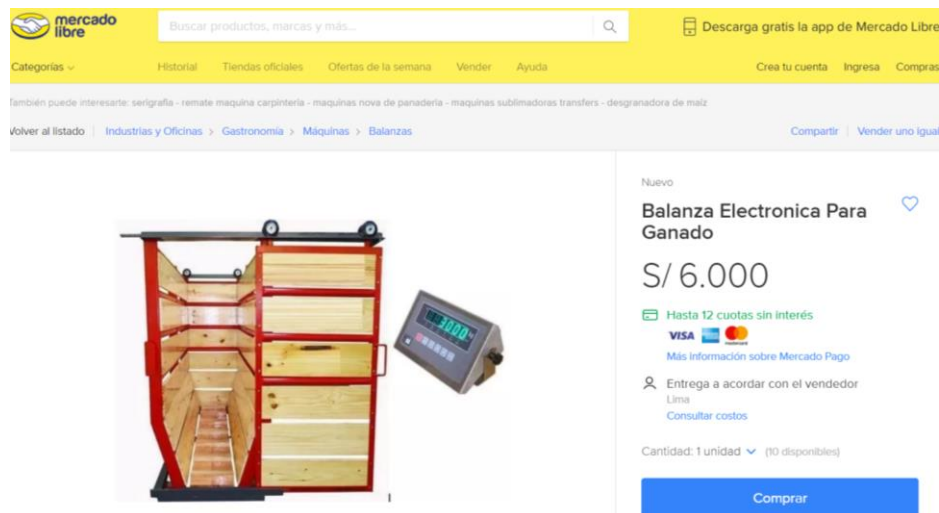 mercado
libre
Buscar productos, marcas y más...
Descarga gratis la app de Mercado Libre
Categorías
Historial
Tiendas oficiales
Ofertas de la semana
Vender
Ayuda
Crea tu cuenta
Ingresa
Compras
También puede interesarte: serigrafia - remate maquina carpinteria - maquinas nova de panaderia - maquinas sublimadoras transfers - desgranadora de maiz
Volver al listado | Industrias y Oficinas > Gastronomía > Máquinas > Balanzas
Compartir | Vender uno igual
Nuevo
Balanza Electronica Para
Ganado
S/ 6.000
Hasta 12 cuotas sin interés
VISA
Más información sobre Mercado Pago
Entrega a acordar con el vendedor
Lima
Consultar costos
Cantidad: 1 unidad (10 disponibles)
Comprar